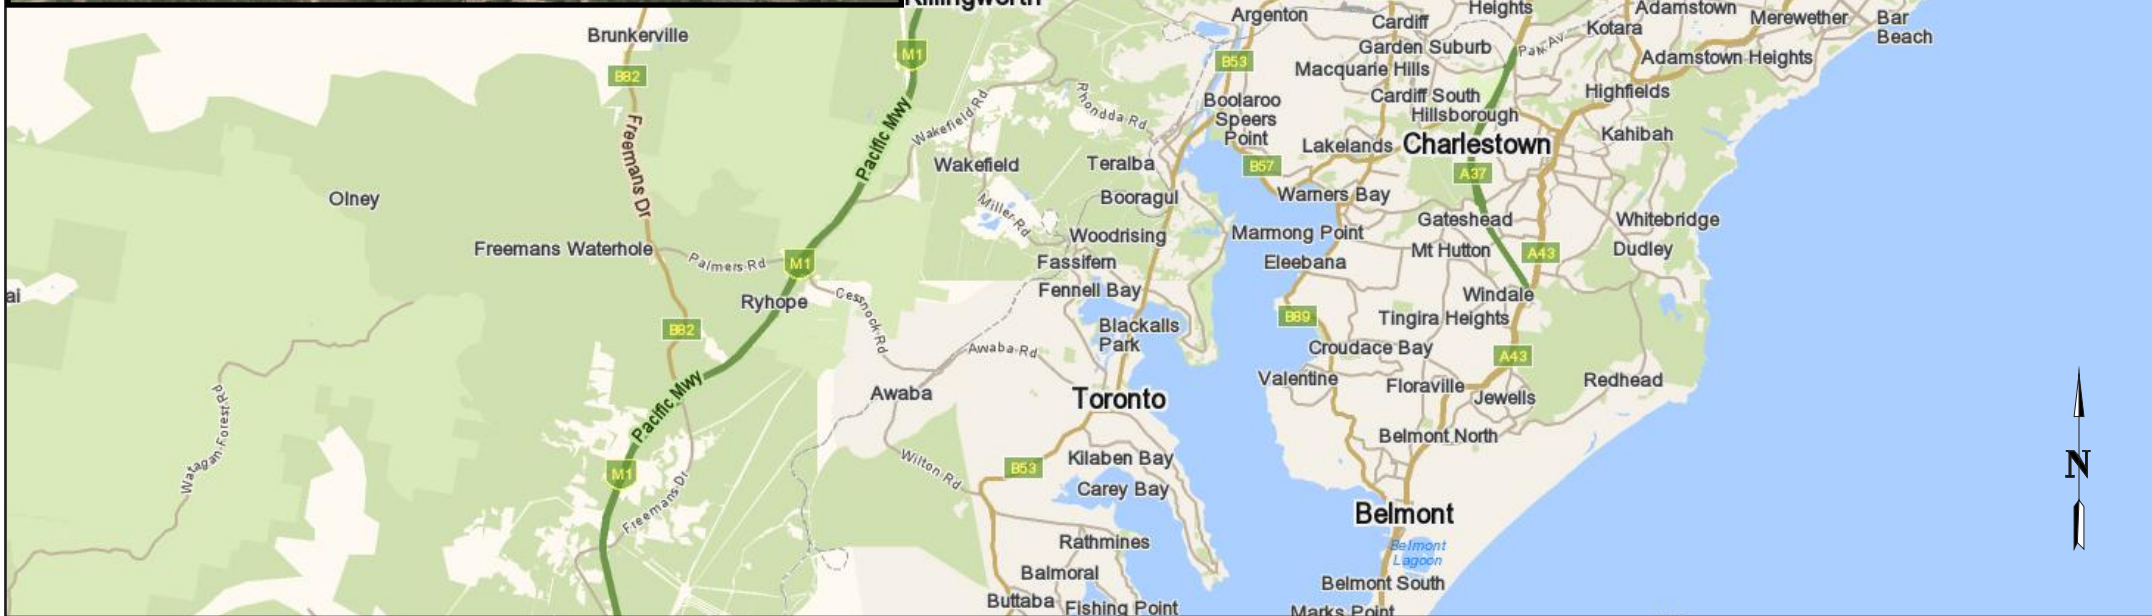 Killingworth
Argenton
Cardiff
Heights
Adamstown
Merewether
Bar
Beach
Brunkerville
M1
Garden Suburb
Park Av
Kotara
B82
B53
Macquarie Hills
Adamstown Heights
Pacific Mwy
Wakefield Rd
Rhondda Rd
Boolaroo
Speers
Point
Cardiff South
Hillsborough
Highfields
Freemans Dr
Lakelands
Charlestown
Kahibah
Wakefield
Teralba
B57
A37
Olney
Miller Rd
Booragul
Warners Bay
Gateshead
Whitebridge
Freemans Waterhole
Woodrising
Marmong Point
Mt Hutton
A43
Dudley
Palmers Rd
M1
Fassifern
Eleebana
ai
Ryhope
Cessnock Rd
Fennell Bay
Windale
B82
Blackalls
Park
B89
Tingira Heights
Awaba Rd
Croudace Bay
A43
Watagan Forest Rd
Pacific Mwy
Awaba
Toronto
Valentine
Floraville
Jewells
Redhead
Belmont North
M1
Wilton Rd
B53
Kilaben Bay
N
Freemans Dr
Carey Bay
Belmont
Rathmines
Belmont
Lagoon
Balmoral
Belmont South
Buttaba
Fishing Point
Marks Point